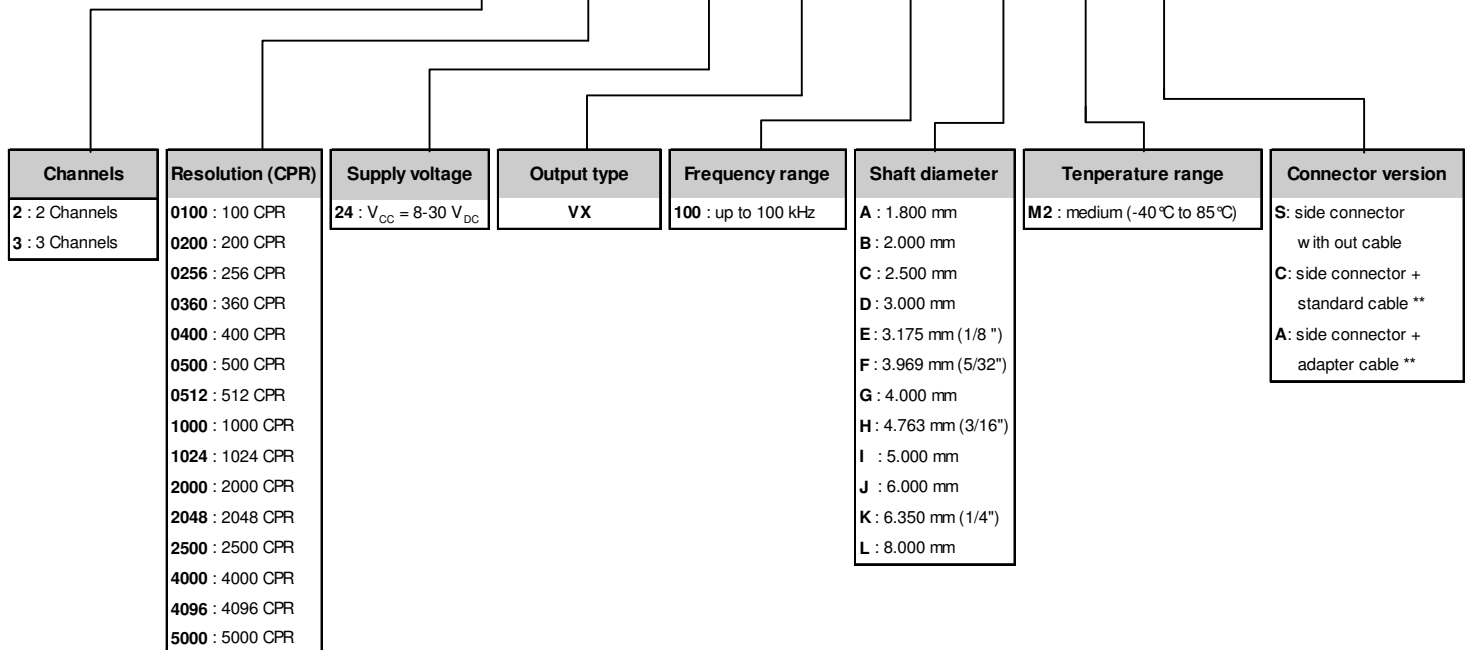 Channels
2 : 2 Channels
3 : 3 Channels
Resolution (CPR)
0100 : 100 CPR
0200 : 200 CPR
0256 : 256 CPR
0360 : 360 CPR
0400 : 400 CPR
0500 : 500 CPR
0512 : 512 CPR
1000 : 1000 CPR
1024 : 1024 CPR
2000 : 2000 CPR
2048 : 2048 CPR
2500 : 2500 CPR
4000 : 4000 CPR
4096 : 4096 CPR
5000 : 5000 CPR
Supply voltage
24 : VCC = 8-30 VDC
Output type
VX
Frequency range
100 : up to 100 kHz
Shaft diameter
A : 1.800 mm
B : 2.000 mm
C : 2.500 mm
D : 3.000 mm
E : 3.175 mm (1/8 ")
F : 3.969 mm (5/32")
G : 4.000 mm
H : 4.763 mm (3/16")
I : 5.000 mm
J : 6.000 mm
K : 6.350 mm (1/4")
L : 8.000 mm
Tenperature range
M2 : medium (-40°C to 85°C)
Connector version
S: side connector
with out cable
C: side connector +
standard cable **
A: side connector +
adapter cable **